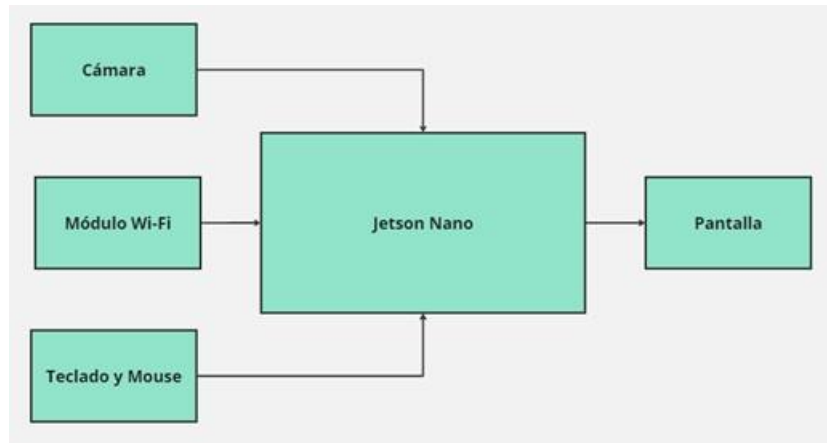 Cámara
Módulo Wi-Fi
Jetson Nano
Pantalla
Teclado y Mouse